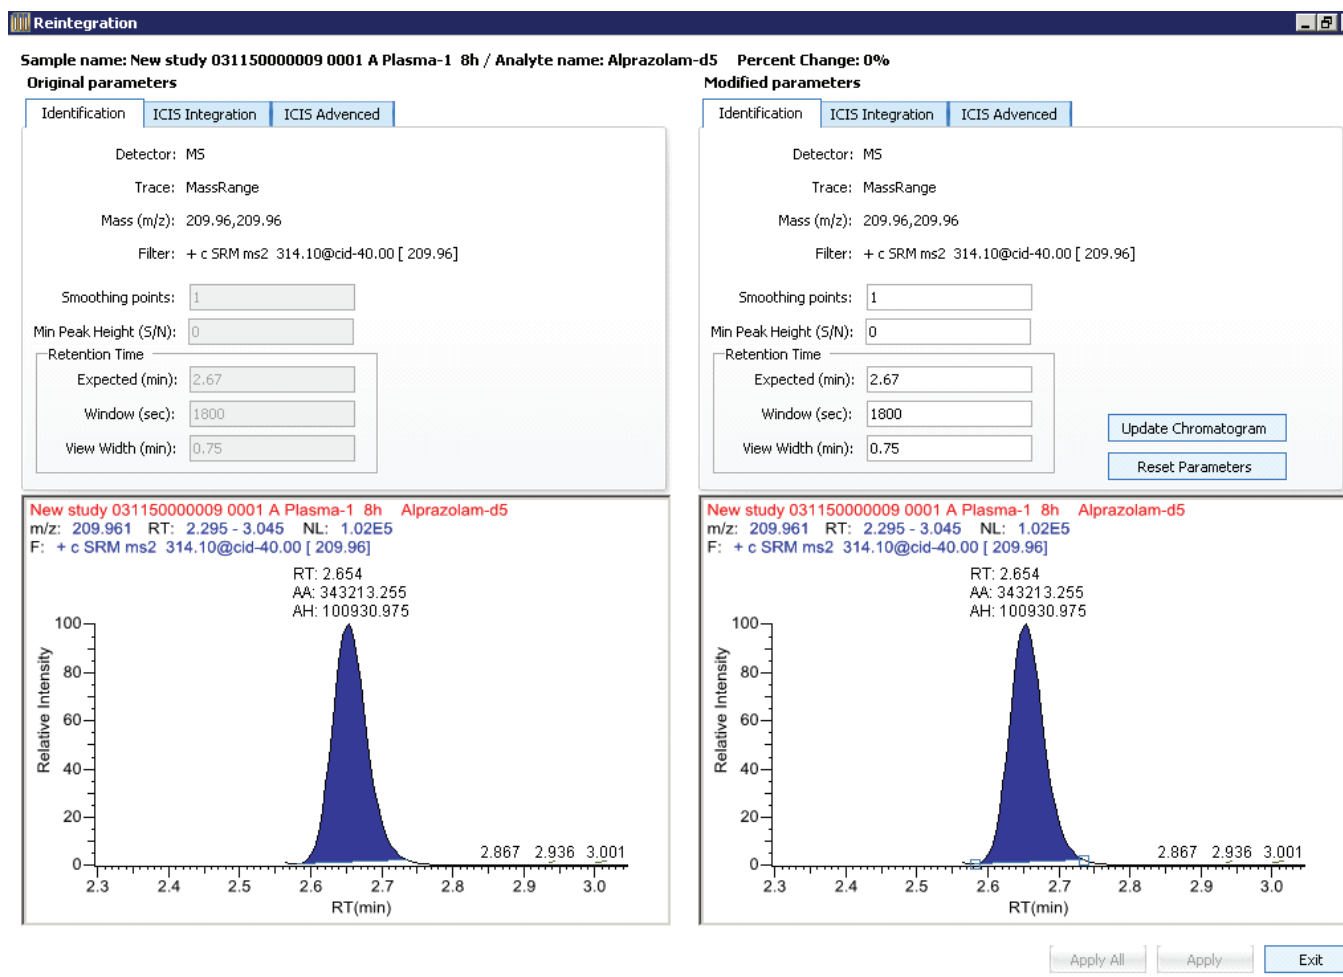 Reintegration
Sample name: New study 031150000009 0001 A Plasma-1 8h / Analyte name: Alprazolam-d5 Percent Change: 0%
Original parameters
Identification ICIS Integration ICIS Advanced
Detector: MS
Trace: MassRange
Mass (m/z): 209.96,209.96
Filter: + c SRM ms2 314.10@cid-40.00 [ 209.96]
Smoothing points: 1
Min Peak Height (S/N): 0
Retention Time
Expected (min): 2.67
Window (sec): 1800
View Width (min): 0.75
New study 031150000009 0001 A Plasma-1 8h Alprazolam-d5
m/z: 209.961 RT: 2.295 - 3.045 NL: 1.02E5
F: + c SRM ms2 314.10@cid-40.00 [ 209.96]
RT: 2.654
AA: 343213.255
AH: 100930.975
100
80
60
40
20
0
Relative Intensity
2.867 2.936 3.001
2.3 2.4 2.5 2.6 2.7 2.8 2.9 3.0
RT(min)
Modified parameters
Identification ICIS Integration ICIS Advanced
Detector: MS
Trace: MassRange
Mass (m/z): 209.96,209.96
Filter: + c SRM ms2 314.10@cid-40.00 [ 209.96]
Smoothing points: 1
Min Peak Height (S/N): 0
Retention Time
Expected (min): 2.67
Window (sec): 1800
View Width (min): 0.75
Update Chromatogram
Reset Parameters
New study 031150000009 0001 A Plasma-1 8h Alprazolam-d5
m/z: 209.961 RT: 2.295 - 3.045 NL: 1.02E5
F: + c SRM ms2 314.10@cid-40.00 [ 209.96]
RT: 2.654
AA: 343213.255
AH: 100930.975
100
80
60
40
20
0
Relative Intensity
2.867 2.936 3.001
2.3 2.4 2.5 2.6 2.7 2.8 2.9 3.0
RT(min)
Apply All Apply Exit